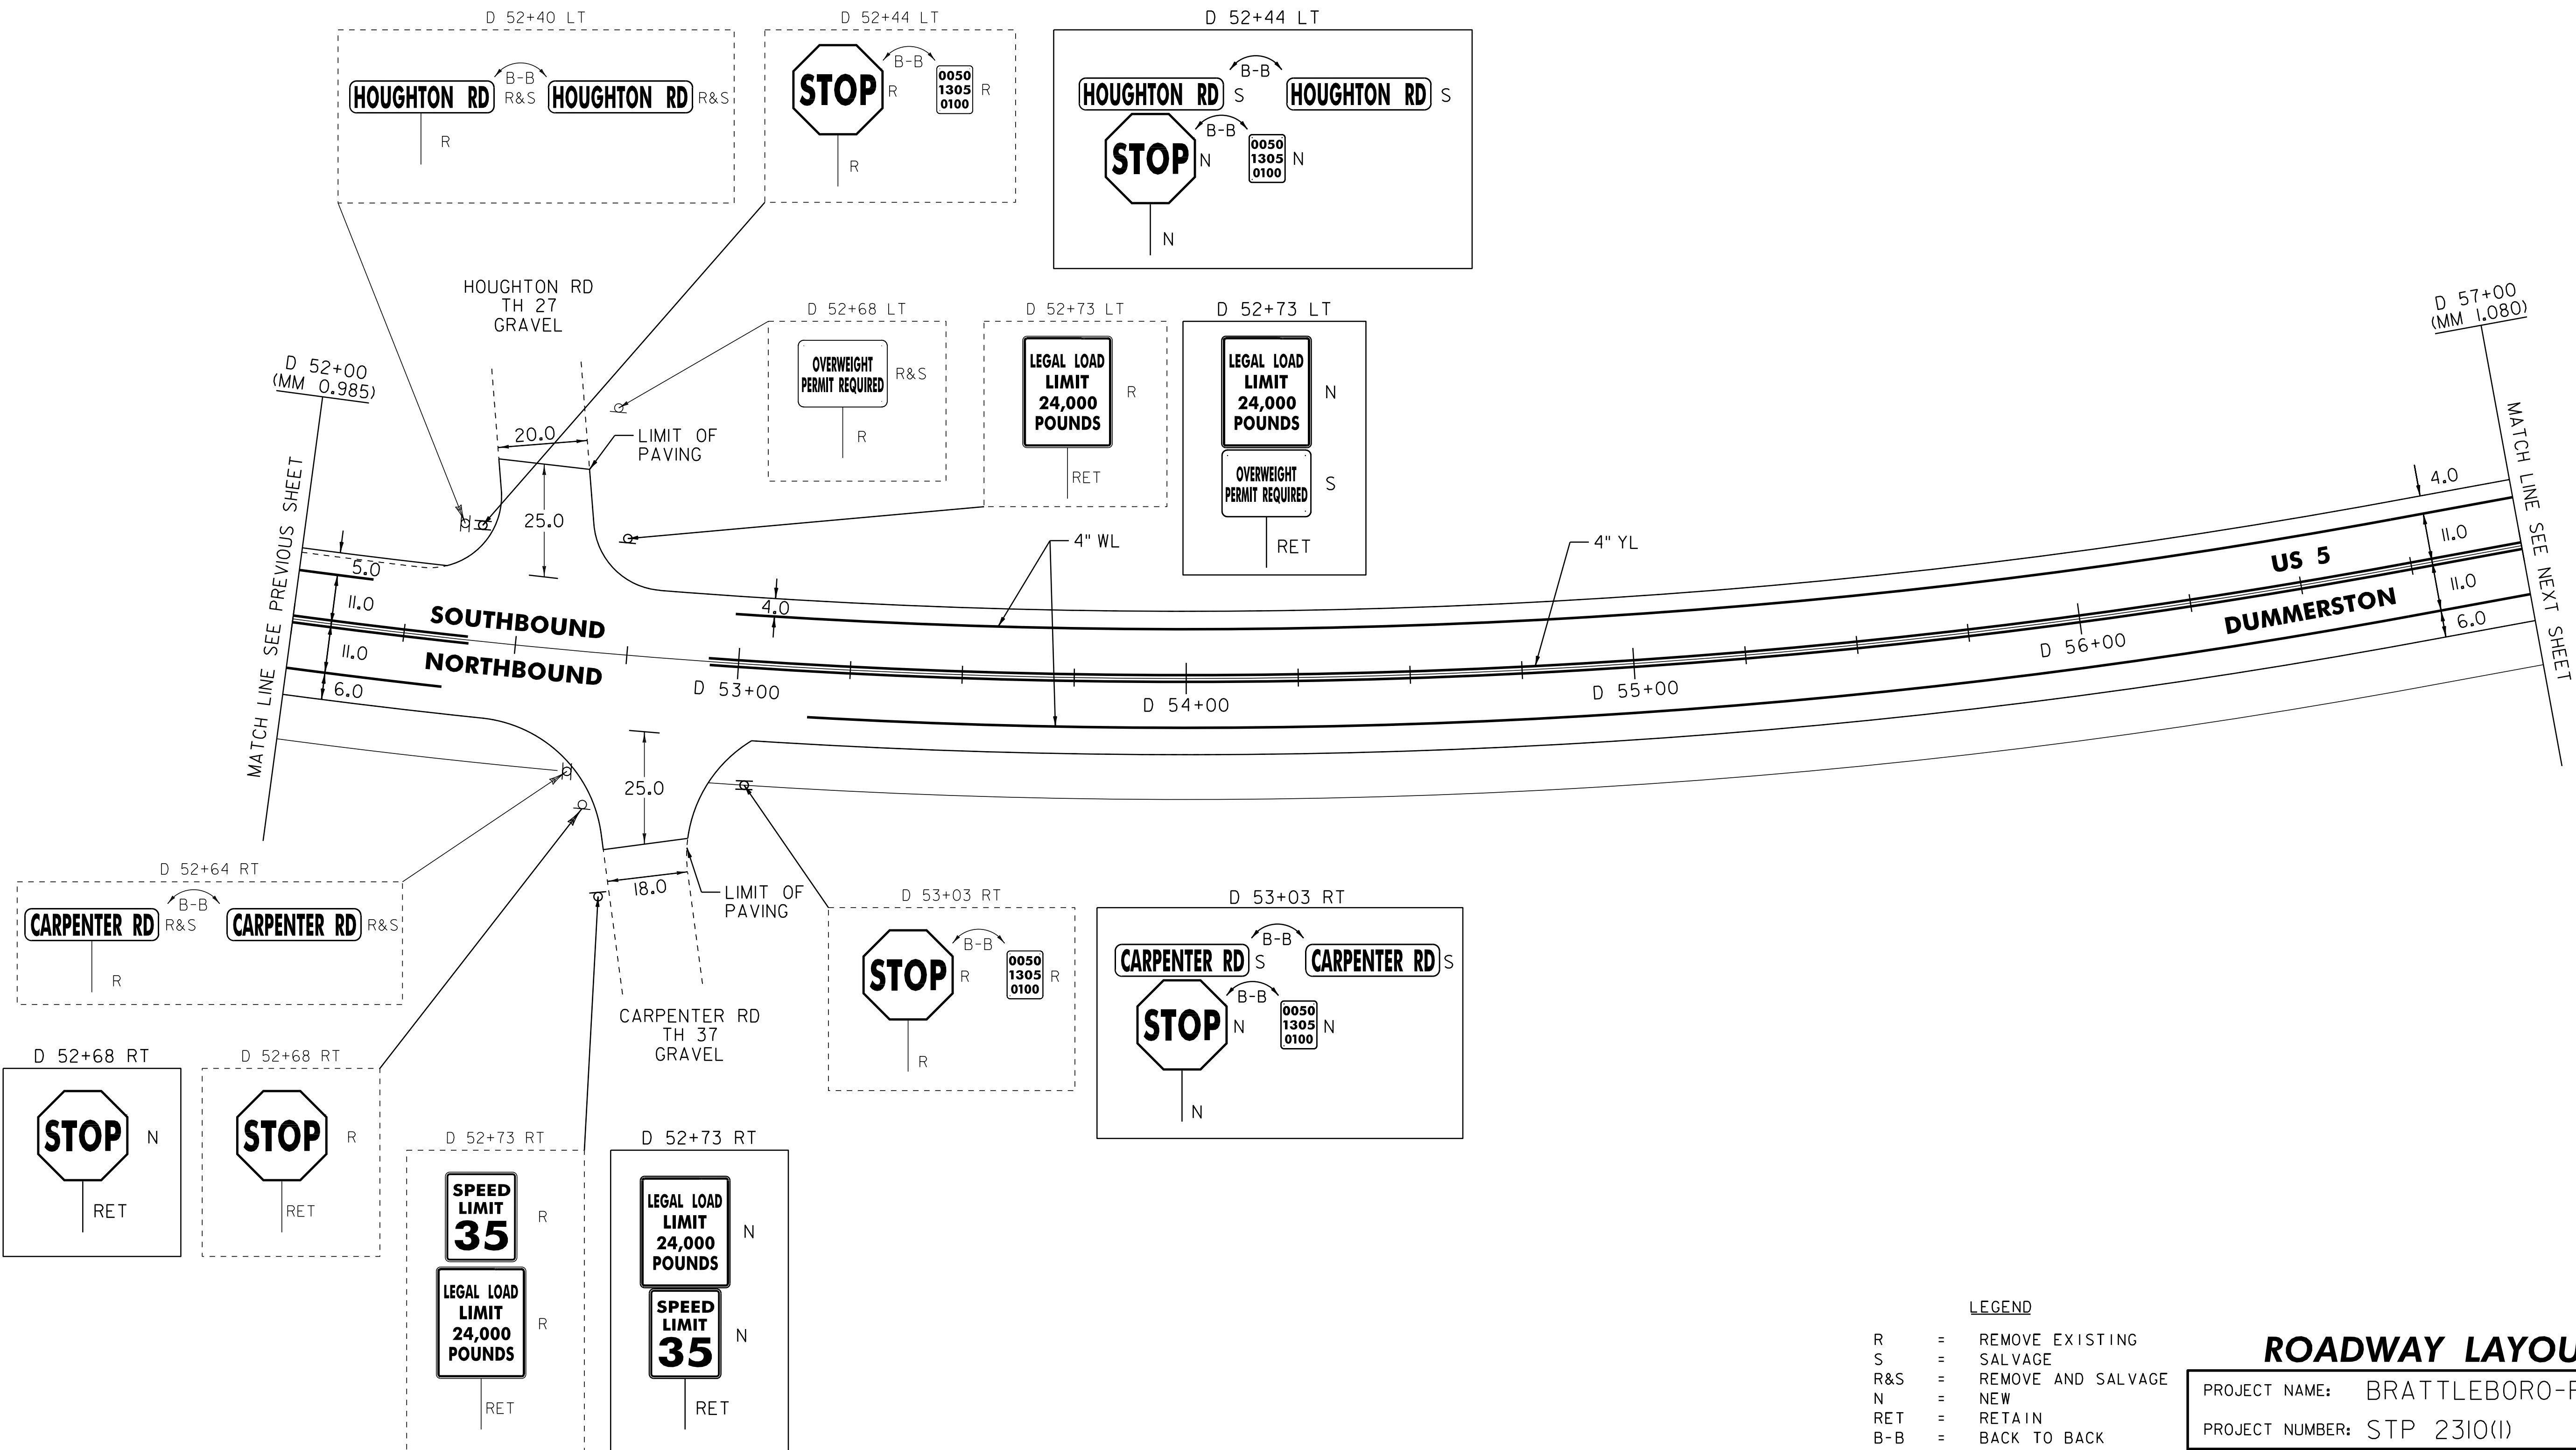 D 52+40 LT
HOUGHTON RD
B-B
R&S
HOUGHTON RD
R&S
R
D 52+44 LT
STOP
R
B-B
0050
1305
0100
R
R
D 52+44 LT
B-B
HOUGHTON RD
S
HOUGHTON RD
S
B-B
STOP
N
0050
1305
0100
N
N
HOUGHTON RD
TH 27
GRAVEL
D 52+68 LT
OVERWEIGHT
PERMIT REQUIRED
R&S
R
D 52+73 LT
LEGAL LOAD
LIMIT
24,000
POUNDS
R
RET
D 52+73 LT
LEGAL LOAD
LIMIT
24,000
POUNDS
N
OVERWEIGHT
PERMIT REQUIRED
S
RET
D 57+00
(MM 1.080)
D 52+00
(MM 0.985)
MATCH LINE SEE PREVIOUS SHEET
20.0
LIMIT OF
PAVING
25.0
5.0
11.0
11.0
6.0
SOUTHBOUND
NORTHBOUND
4.0
4" WL
4" YL
D 53+00
D 54+00
D 55+00
D 56+00
US 5
DUMMERSTON
4.0
11.0
11.0
6.0
MATCH LINE SEE NEXT SHEET
25.0
18.0
LIMIT OF
PAVING
CARPENTER RD
TH 37
GRAVEL
D 52+64 RT
B-B
CARPENTER RD
R&S
CARPENTER RD
R&S
R
D 53+03 RT
STOP
R
B-B
0050
1305
0100
R
R
D 53+03 RT
B-B
CARPENTER RD
S
CARPENTER RD
S
B-B
STOP
N
0050
1305
0100
N
N
D 52+68 RT
STOP
N
RET
D 52+68 RT
STOP
R
RET
D 52+73 RT
SPEED
LIMIT
35
R
LEGAL LOAD
LIMIT
24,000
POUNDS
R
RET
D 52+73 RT
LEGAL LOAD
LIMIT
24,000
POUNDS
N
SPEED
LIMIT
35
N
RET
LEGEND
R = REMOVE EXISTING
S = SALVAGE
R&S = REMOVE AND SALVAGE
N = NEW
RET = RETAIN
B-B = BACK TO BACK
ROADWAY LAYOU
PROJECT NAME: BRATTLEBORO-
PROJECT NUMBER: STP 2310(1)